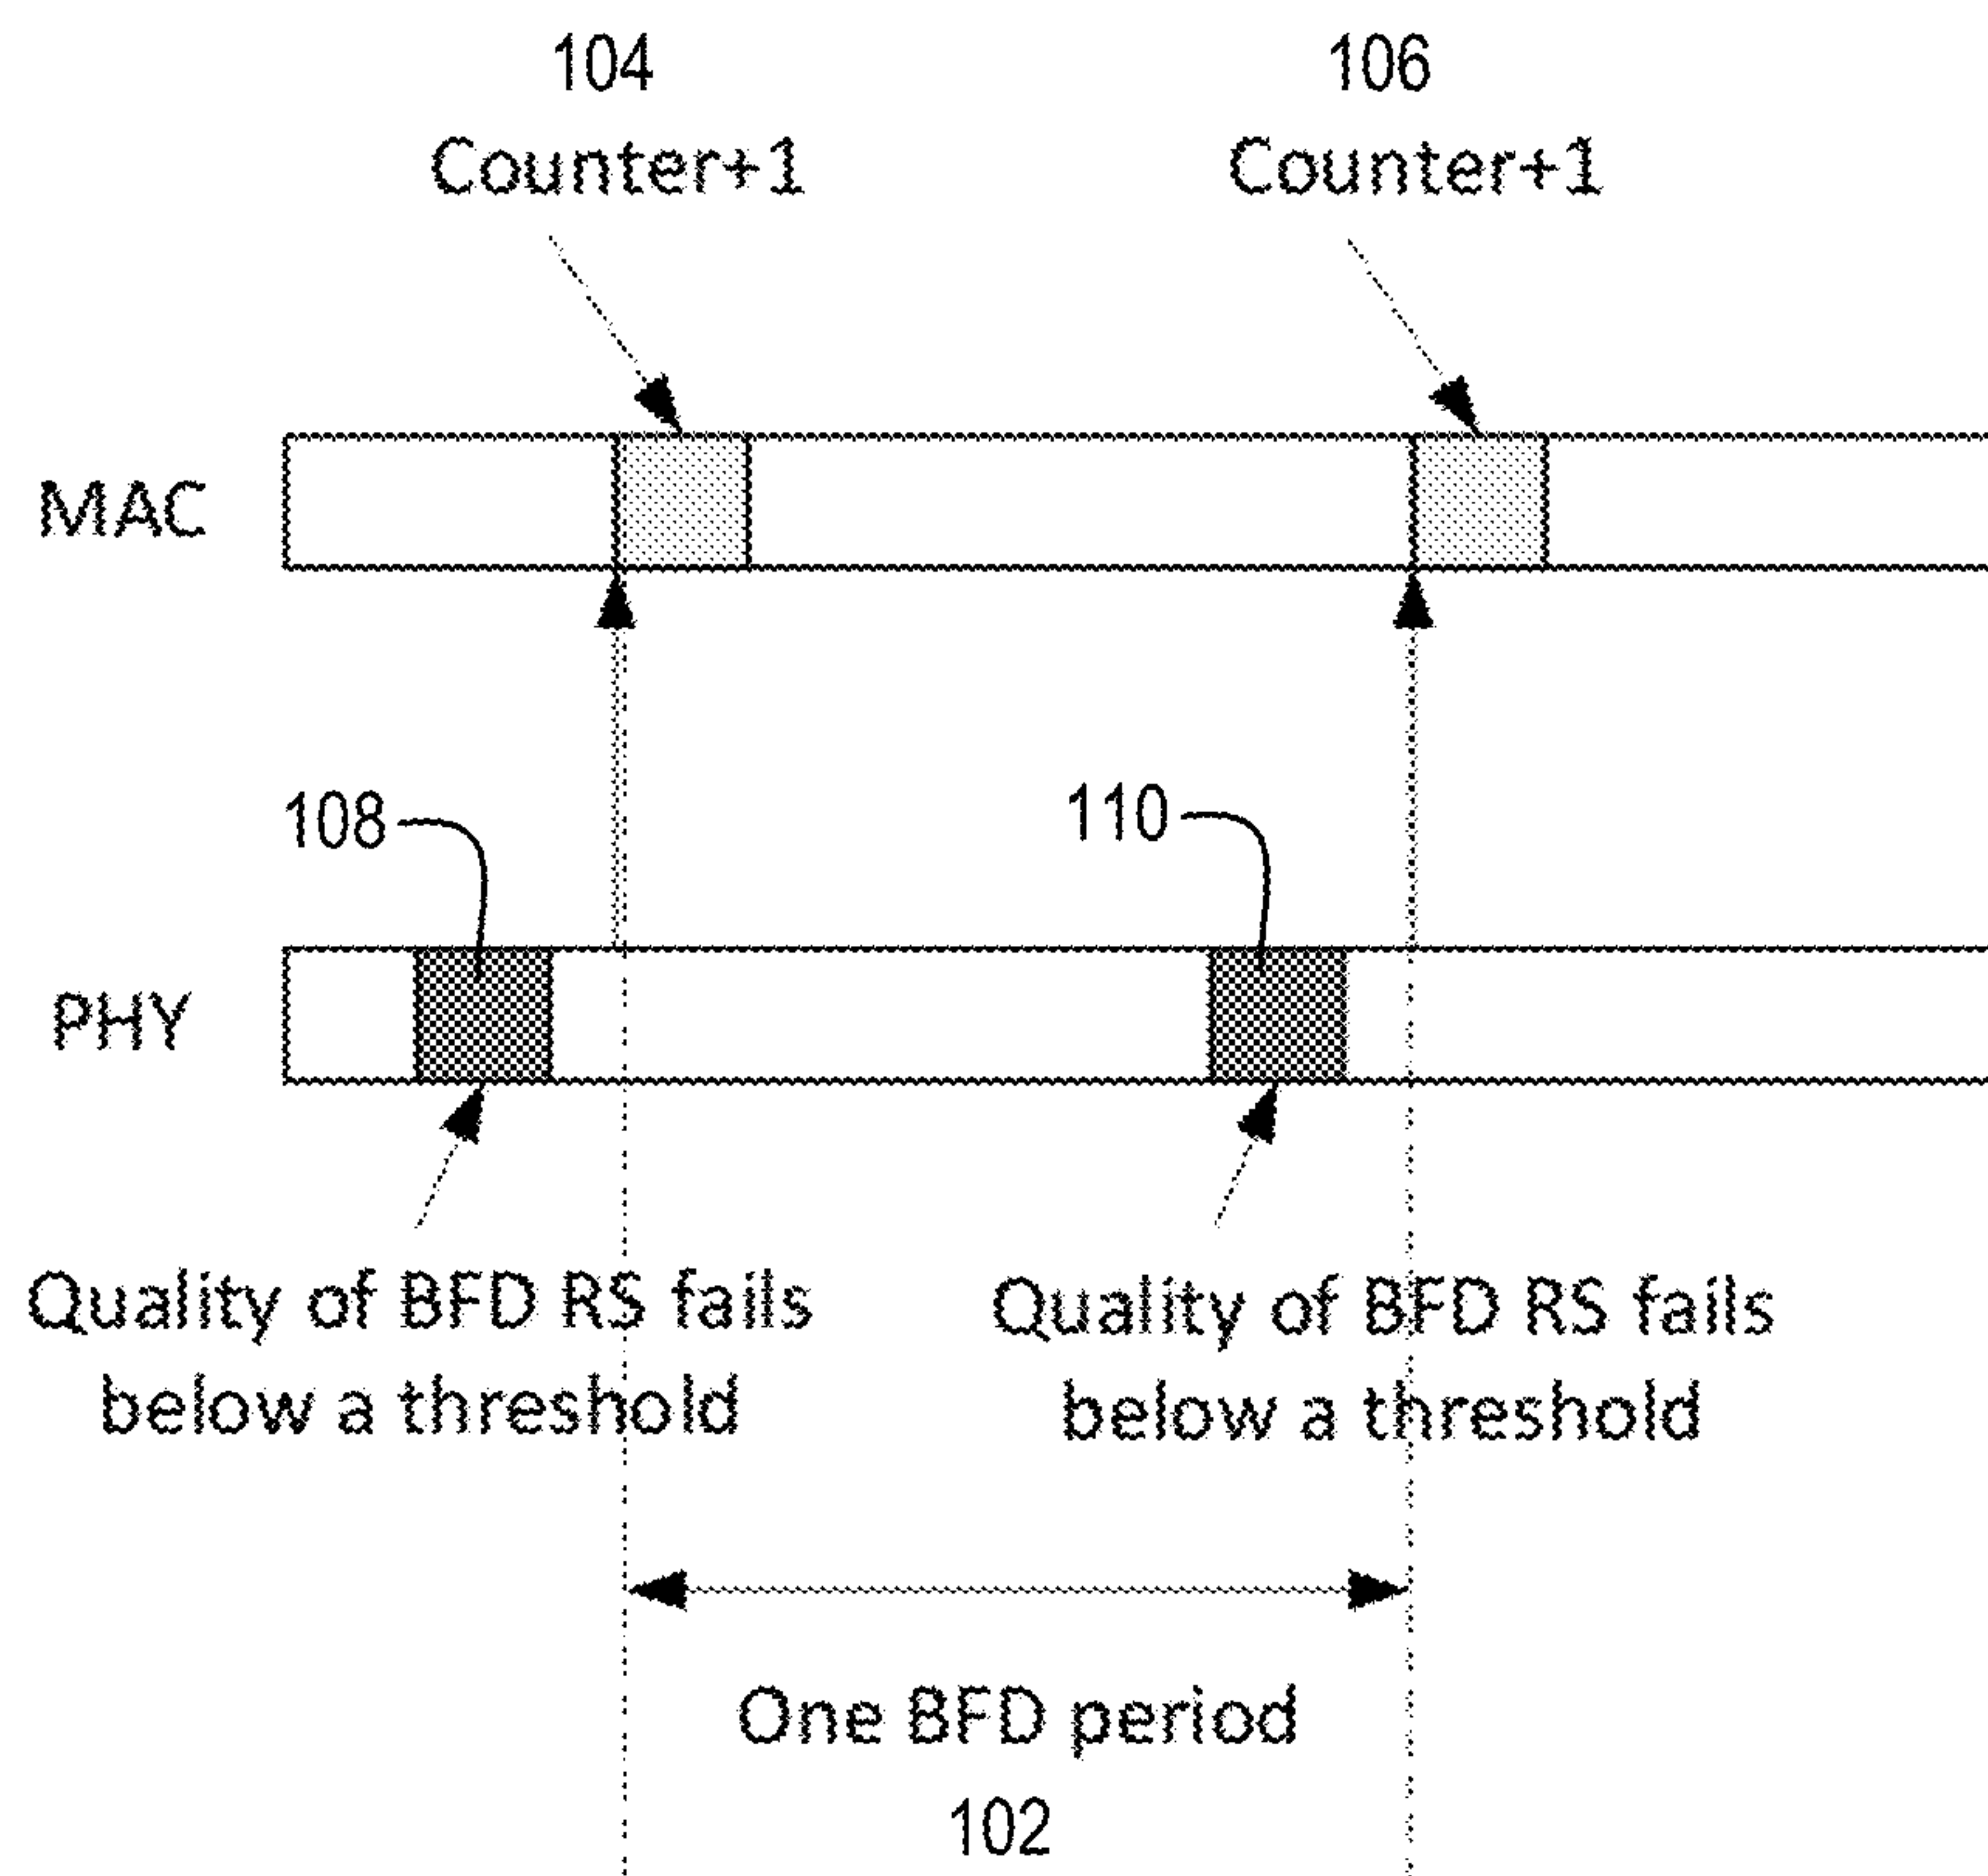 104
Counter+1
106
Counter+1
MAC
108
110
PHY
Quality of BFD RS fails
below a threshold
Quality of BFD RS fails
below a threshold
One BFD period
102